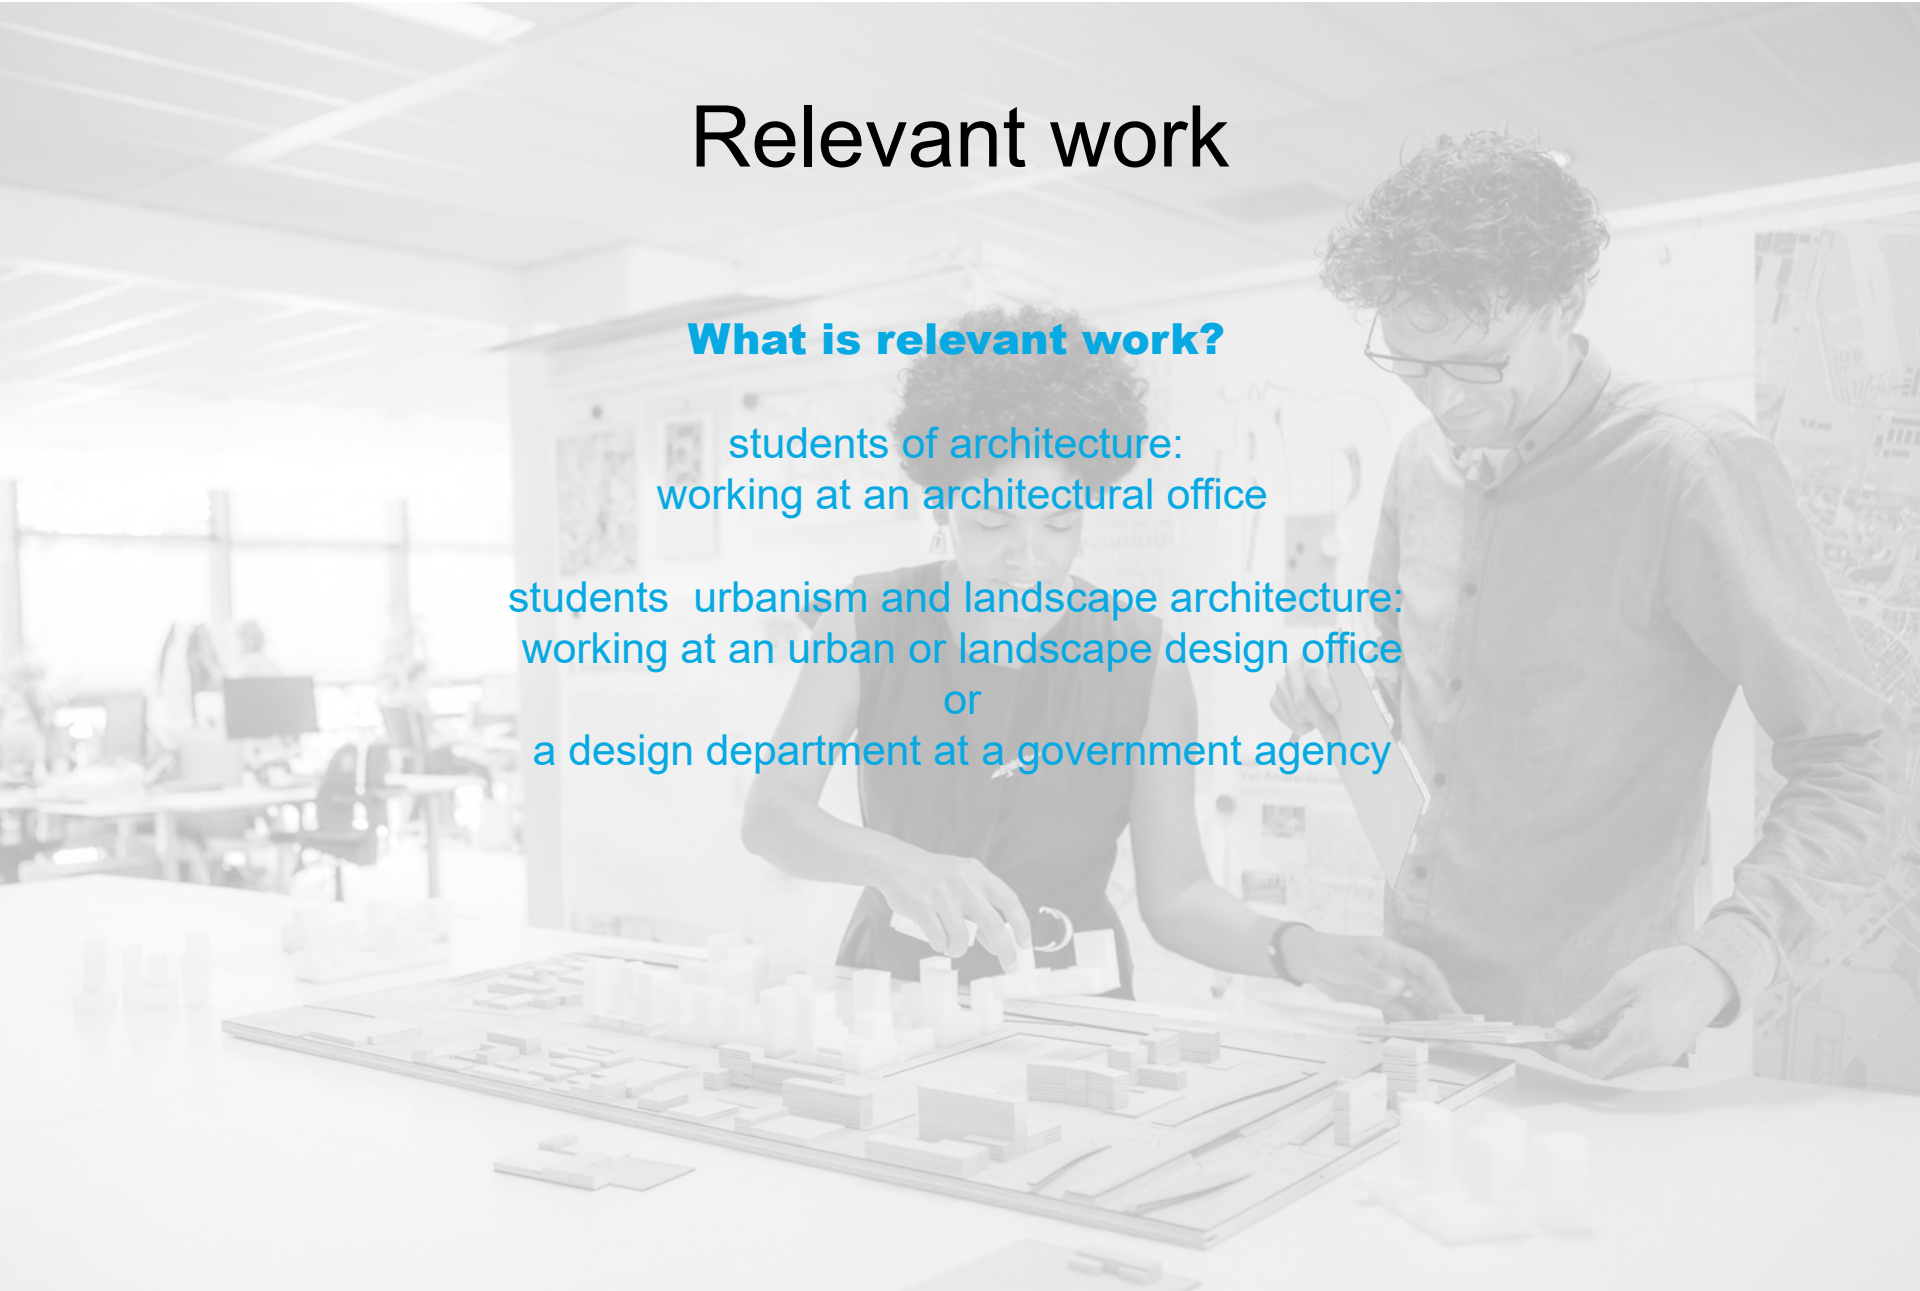 Relevant work
What is relevant work?
students of architecture:
working at an architectural office
students  urbanism and landscape architecture:
working at an urban or landscape design office
or
a design department at a government agency